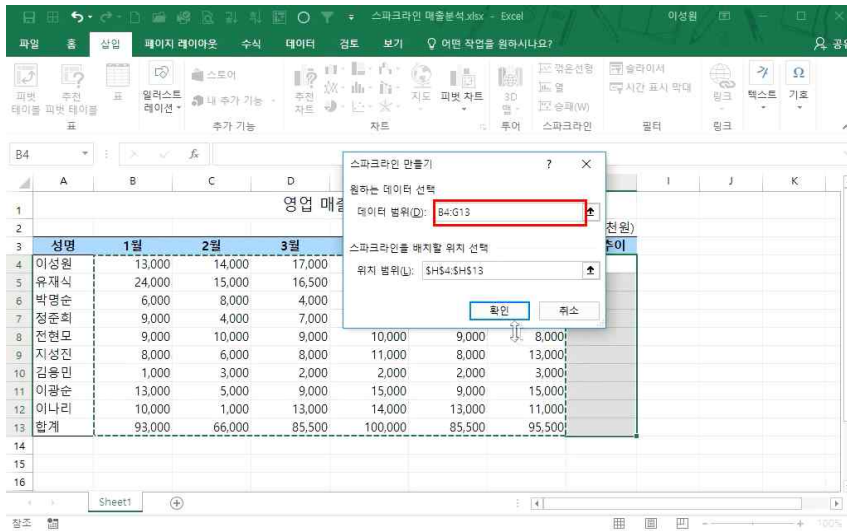 스파크라인 매출분석.xlsx - Excel 이성원
파일 홈 삽입 페이지 레이아웃 수식 데이터 검토 보기 어떤 작업을 원하시나요? 공유
피벗 테이블 추천 피벗 테이블 표 일러스트레이션 스토어 내 추가 기능 추천 차트 지도 피벗 차트 3D 맵 꺾은선형 열 승패(W) 슬라이서 시간 표시 막대 링크 텍스트 기호
표 추가 기능 차트 투어 스파크라인 필터 링크
B4 fx
스파크라인 만들기 ? ×
원하는 데이터 선택
데이터 범위(D): B4:G13
스파크라인을 배치할 위치 선택
위치 범위(L): $H$4:$H$13
확인 취소
A B C D I J K
1 영업 매출
2 천원)
3 성명 1월 2월 3월 추이
4 이성원 13,000 14,000 17,000
5 유재식 24,000 15,000 16,500
6 박명순 6,000 8,000 4,000
7 정준희 9,000 4,000 7,000
8 전현모 9,000 10,000 9,000 10,000 9,000 8,000
9 지성진 8,000 6,000 8,000 11,000 8,000 13,000
10 김용민 1,000 3,000 2,000 2,000 2,000 3,000
11 이광순 13,000 5,000 9,000 15,000 9,000 15,000
12 이나리 10,000 1,000 13,000 14,000 13,000 11,000
13 합계 93,000 66,000 85,500 100,000 85,500 95,500
14
15
16
Sheet1
참조 100%